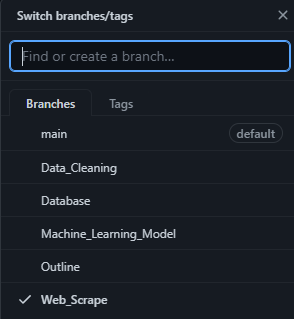 Switch branches/tags
Find or create a branch...
Branches Tags
main default
Data_Cleaning
Database
Machine_Learning_Model
Outline
Web_Scrape